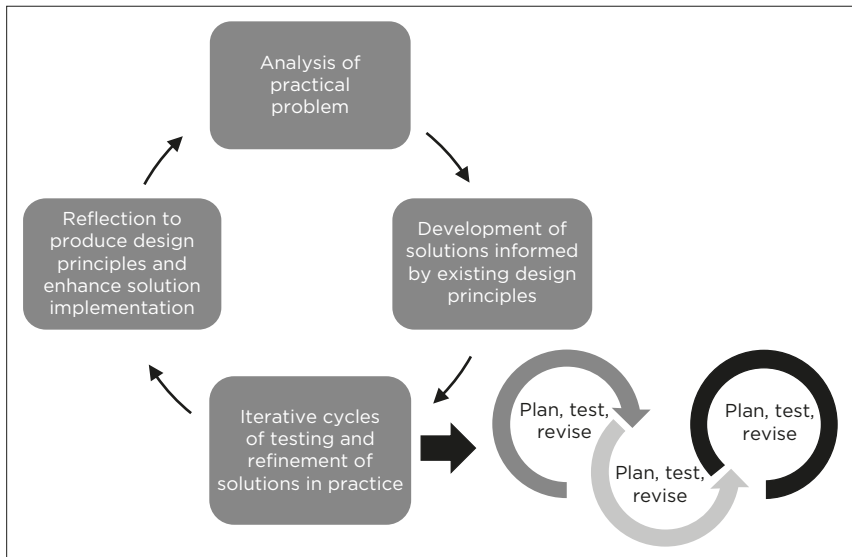 Analysis of
practical
problem
Development of
solutions informed
by existing design
principles
Iterative cycles
of testing and
refinement of
solutions in practice
Reflection to
produce design
principles and
enhance solution
implementation
Plan, test,
revise
Plan, test,
revise
Plan, test,
revise